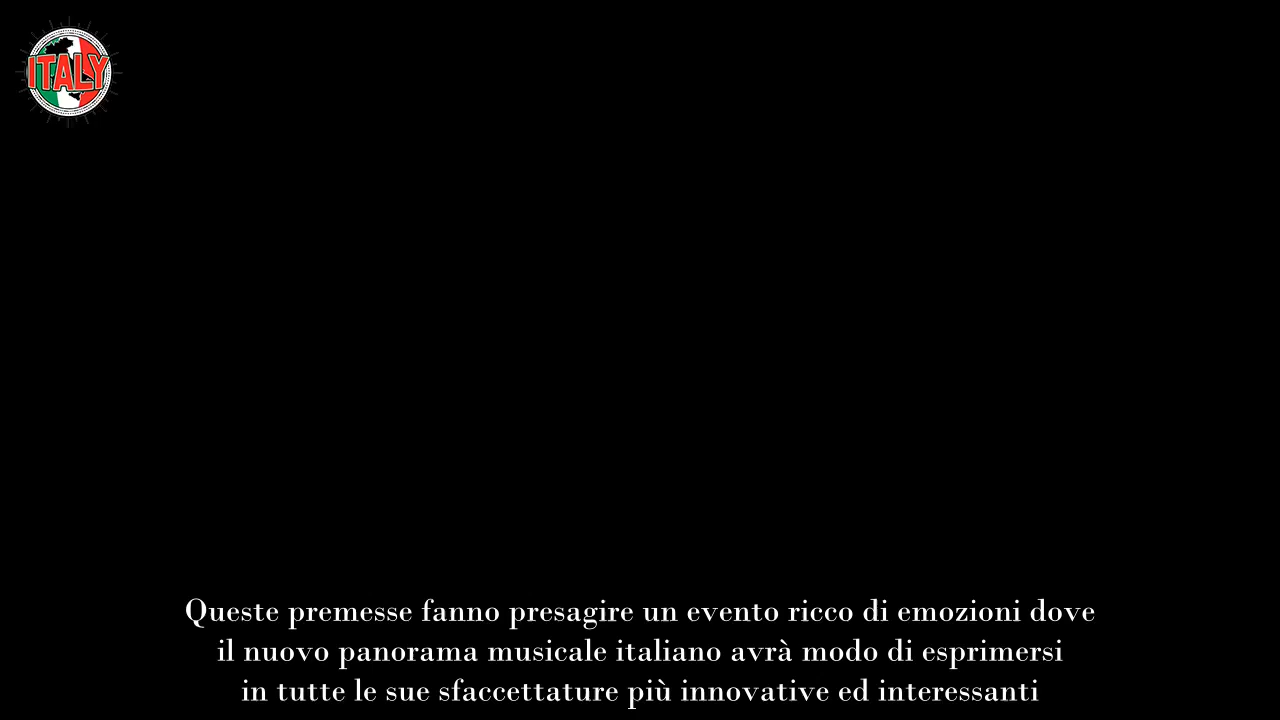 ITALY
Queste premesse fanno presagire un evento ricco di emozioni dove
il nuovo panorama musicale italiano avrà modo di esprimersi
in tutte le sue sfaccettature più innovative ed interessanti